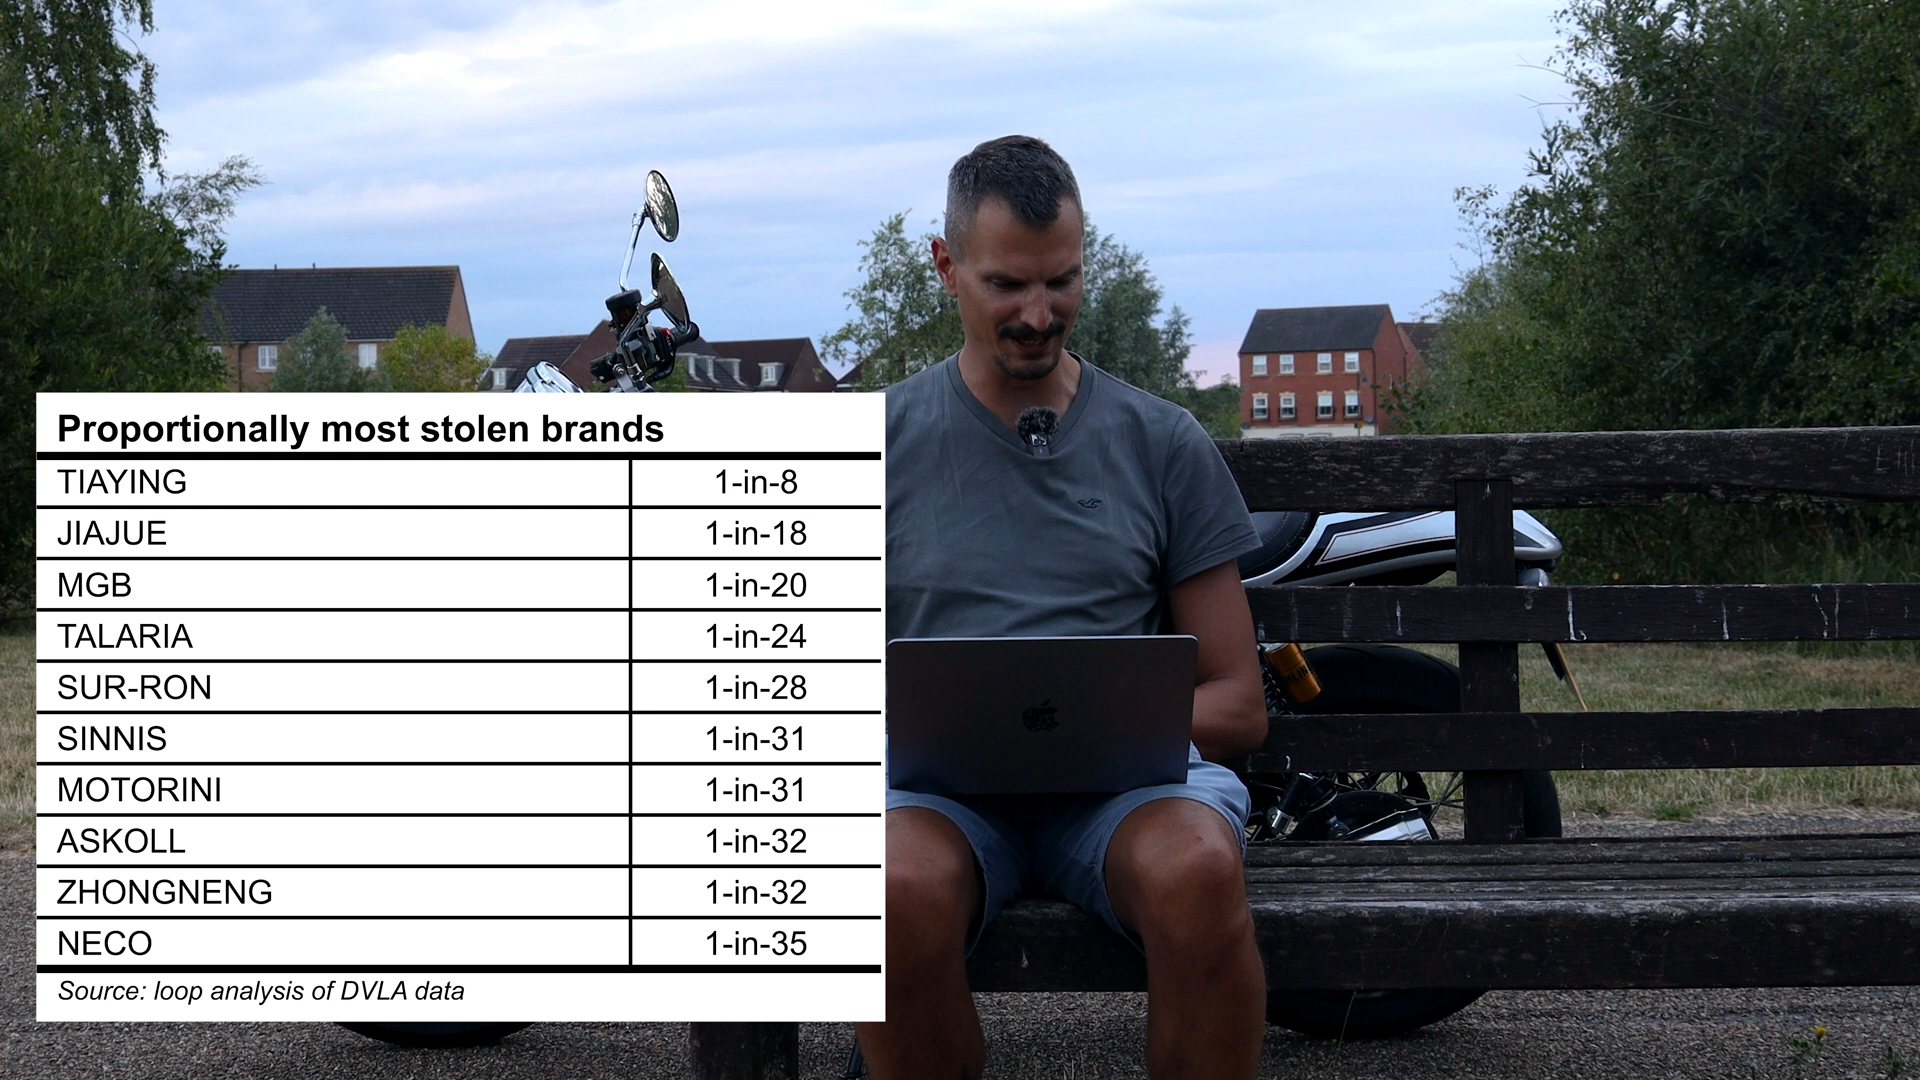 Proportionally most stolen brands
TIAYING 1-in-8
JIAJUE 1-in-18
MGB 1-in-20
TALARIA 1-in-24
SUR-RON 1-in-28
SINNIS 1-in-31
MOTORINI 1-in-31
ASKOLL 1-in-32
ZHONGNENG 1-in-32
NECO 1-in-35
Source: loop analysis of DVLA data